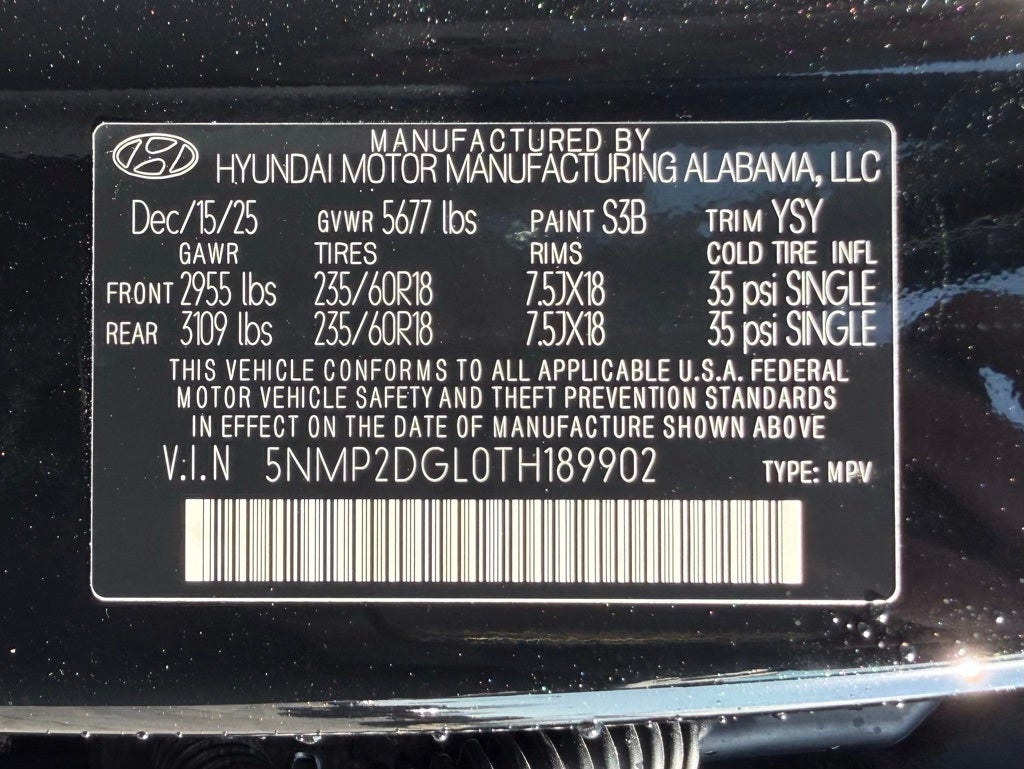 MANUFACTURED BY
HYUNDAI MOTOR MANUFACTURING ALABAMA, LLC
Dec/15/25 GVWR 5677 lbs PAINT S3B TRIM YSY
GAWR TIRES RIMS COLD TIRE INFL
FRONT 2955 lbs 235/60R18 7.5JX18 35 psi SINGLE
REAR 3109 lbs 235/60R18 7.5JX18 35 psi SINGLE
THIS VEHICLE CONFORMS TO ALL APPLICABLE U.S.A. FEDERAL
MOTOR VEHICLE SAFETY AND THEFT PREVENTION STANDARDS
IN EFFECT ON THE DATE OF MANUFACTURE SHOWN ABOVE
V.I.N 5NMP2DGL0TH189902 TYPE: MPV